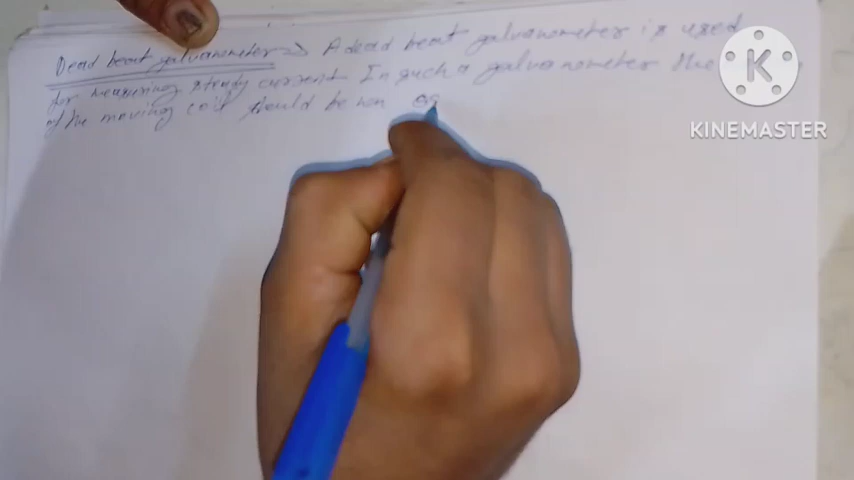 Dead beat galvanometer → A dead beat galvanometer is used
for measuring steady current In such a galvanometer the
of the moving coil should be non os
K
KINEMASTER